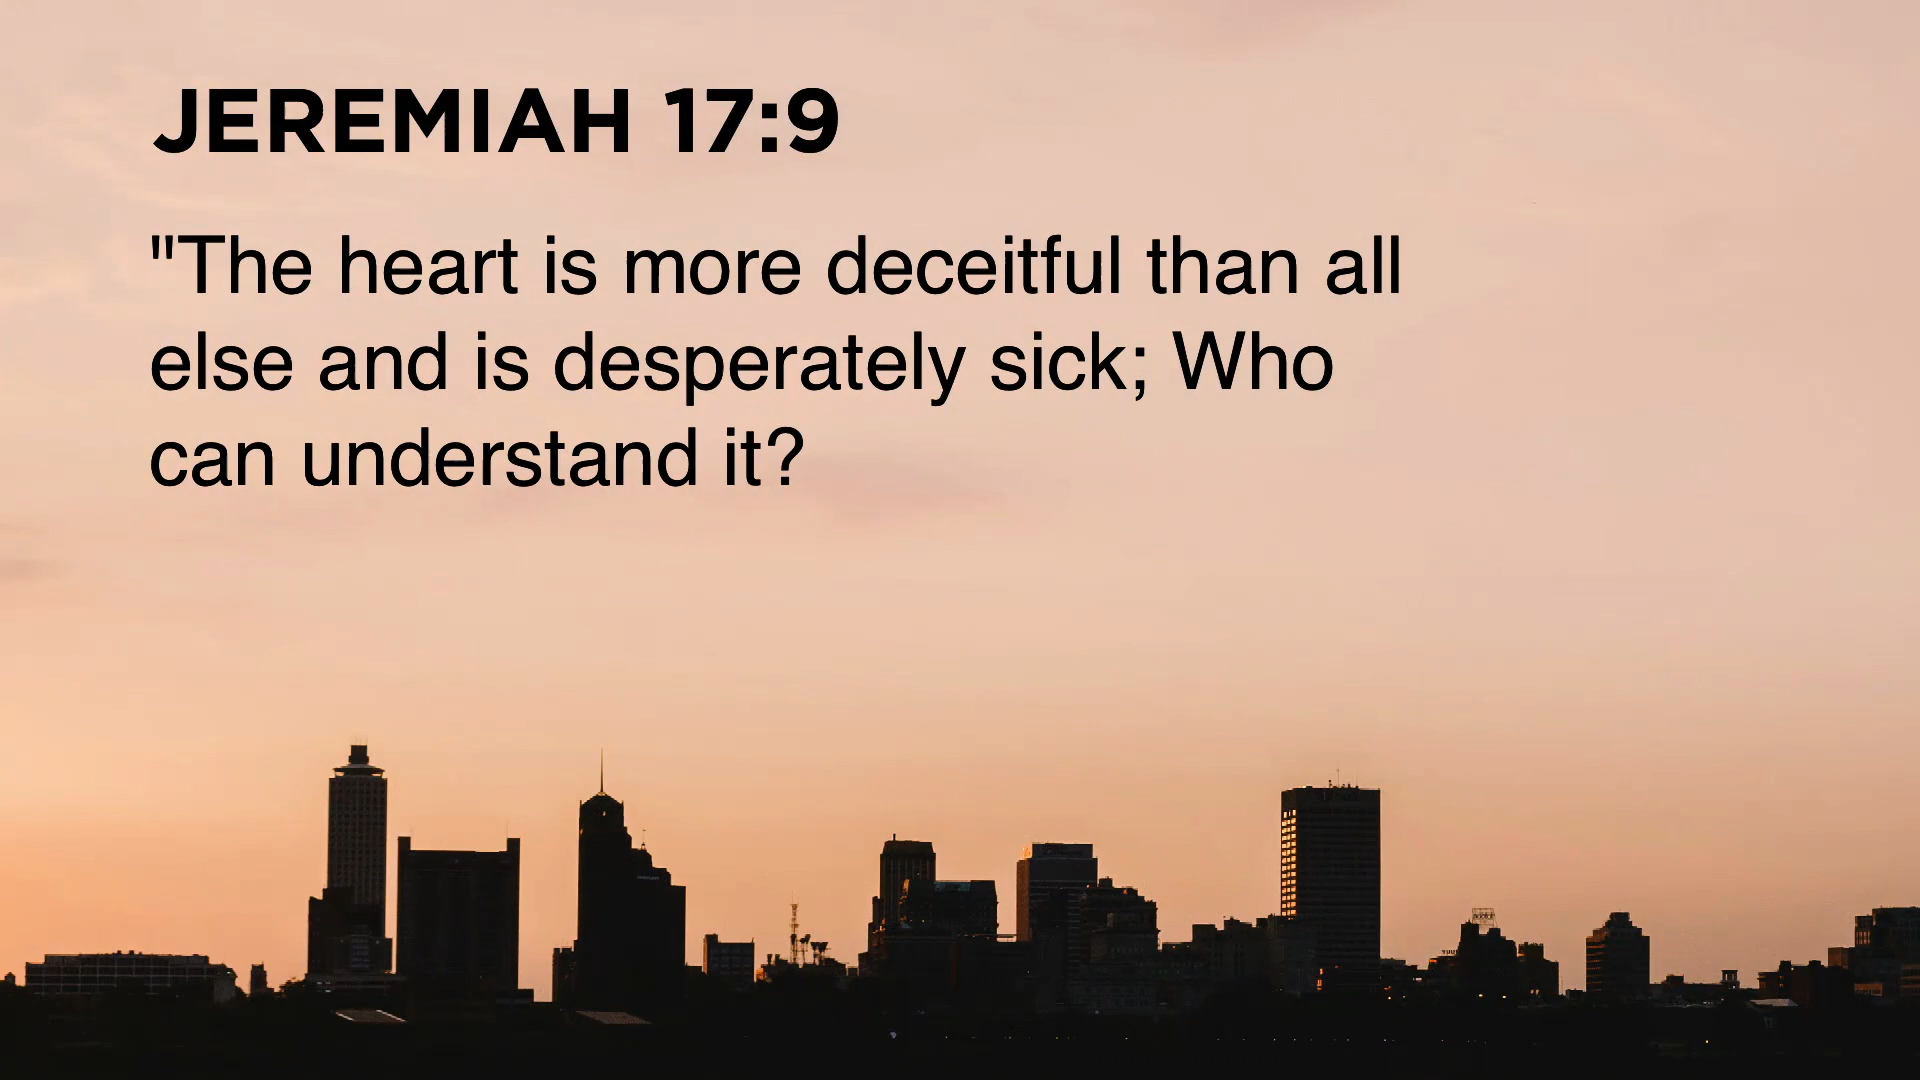 JEREMIAH 17:9
"The heart is more deceitful than all
else and is desperately sick; Who
can understand it?